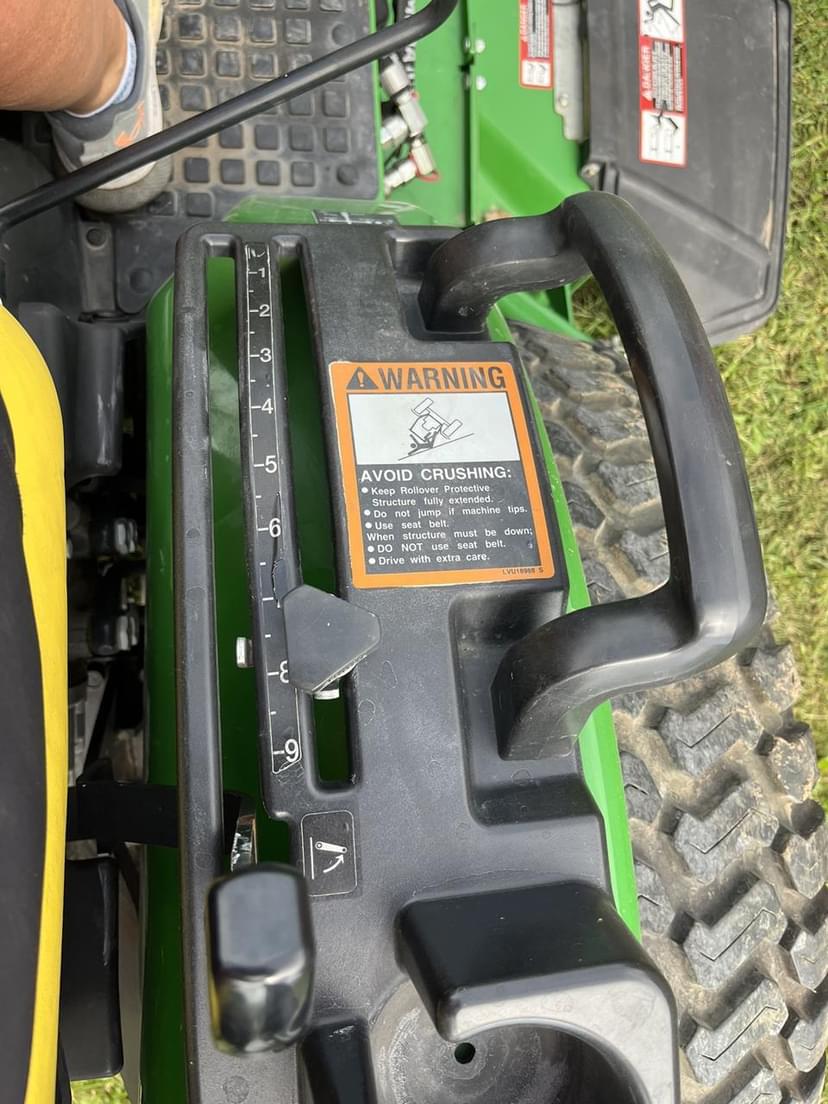 DANGER
DANGER
1
2
3
4
5
6
8
9
WARNING
AVOID CRUSHING:
● Keep Rollover Protective
Structure fully extended.
● Do not jump if machine tips.
● Use seat belt.
When structure must be down:
● DO NOT use seat belt.
● Drive with extra care.